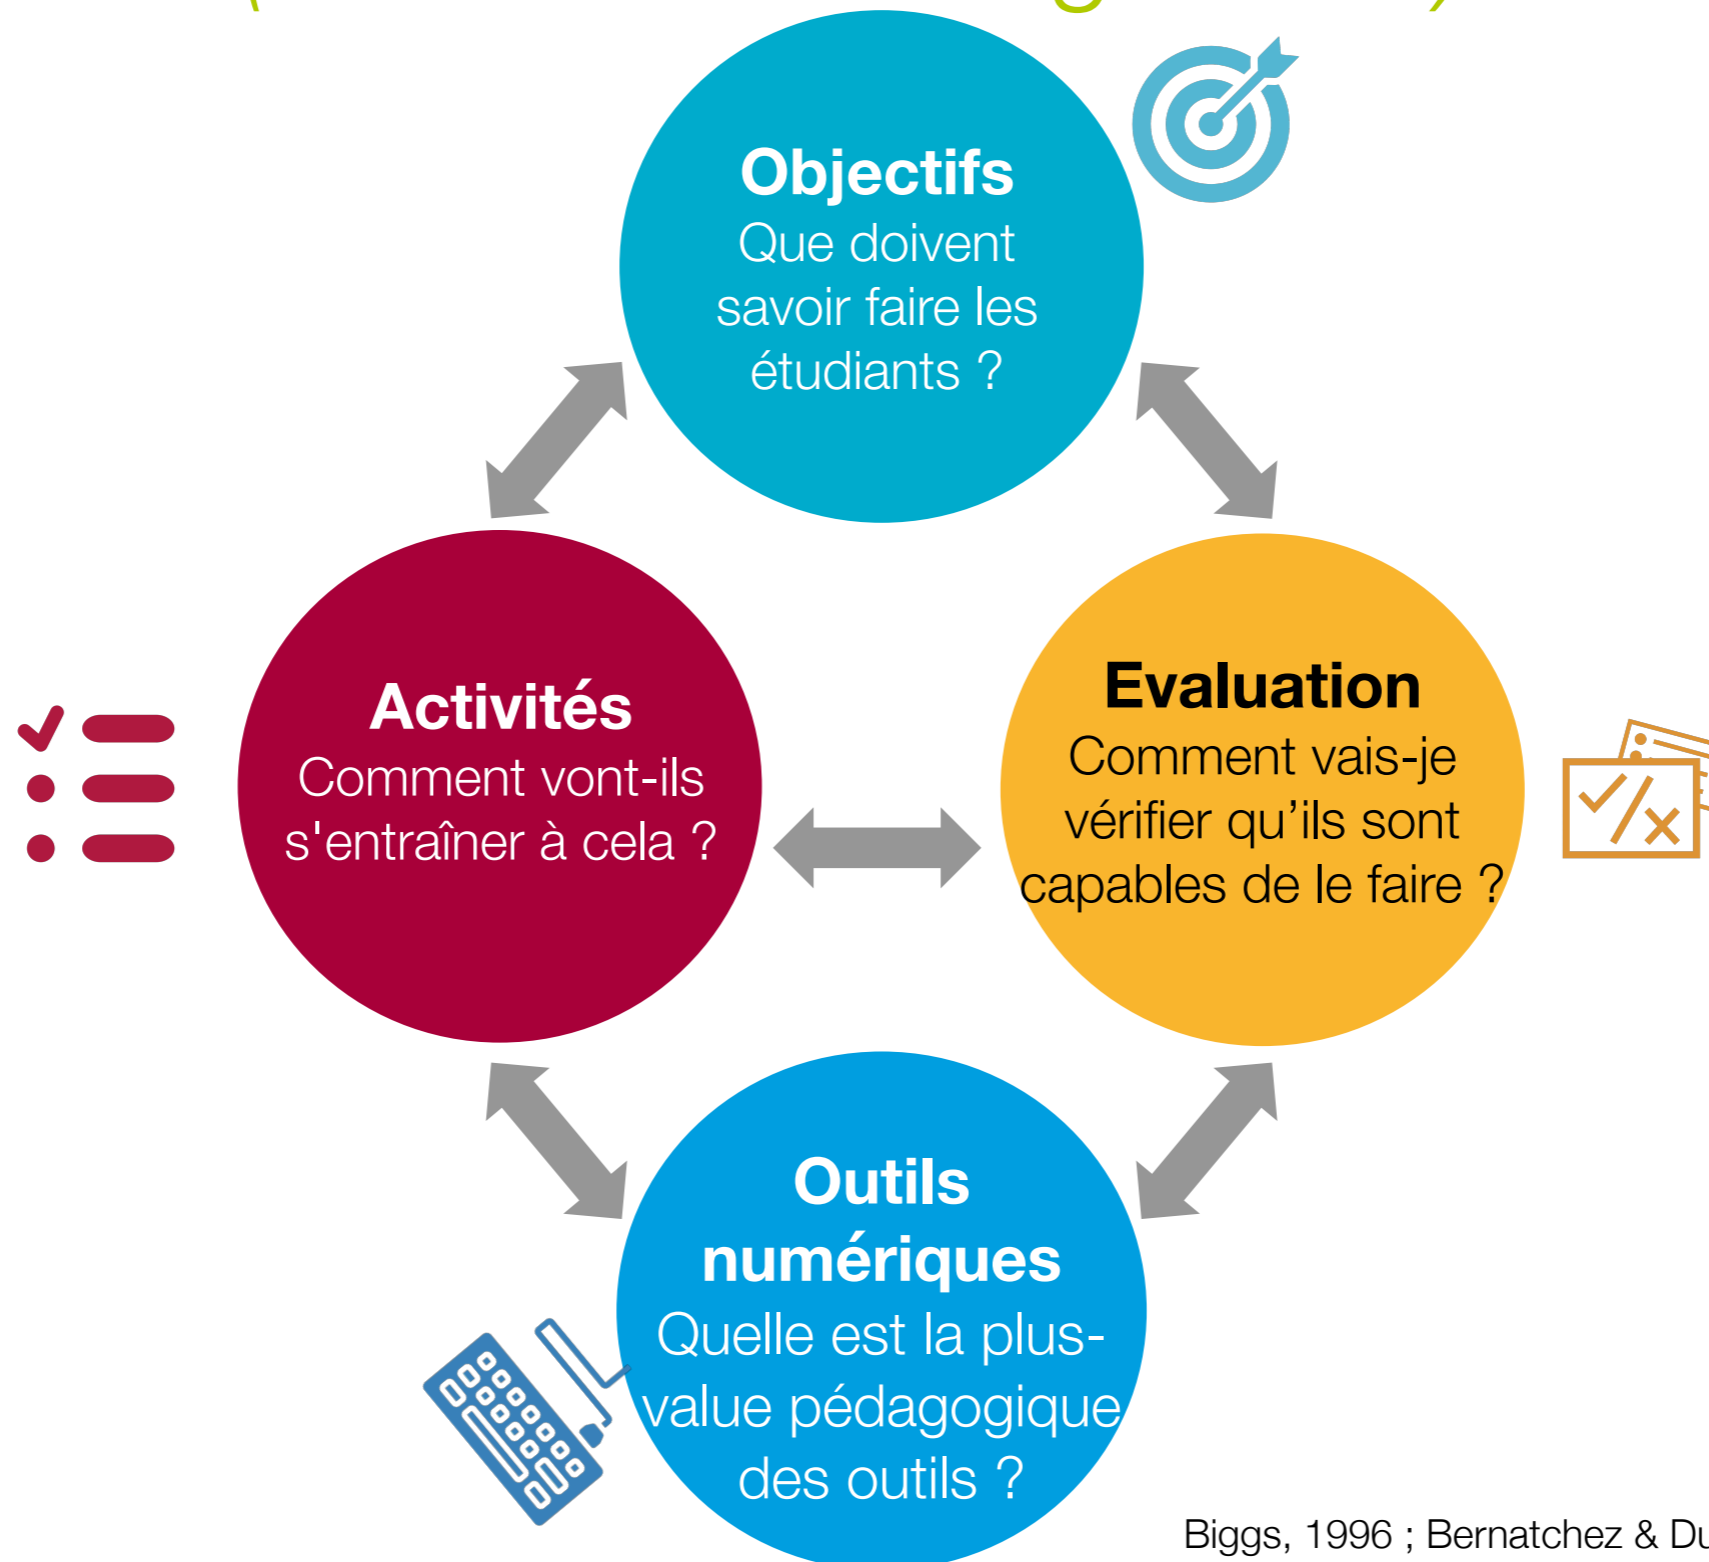 Objectifs
Que doivent
savoir faire les
étudiants ?
Activités
Comment vont-ils
s'entraîner à cela ?
Evaluation
Comment vais-je
vérifier qu’ils sont
capables de le faire ?
Outils
numériques
Quelle est la plus-
value pédagogique
des outils ?
Biggs, 1996 ; Bernatchez &